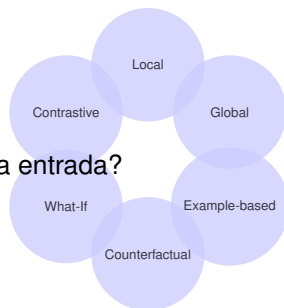 Local
Contrastive
Global
a entrada?
What-If
Example-based
Counterfactual